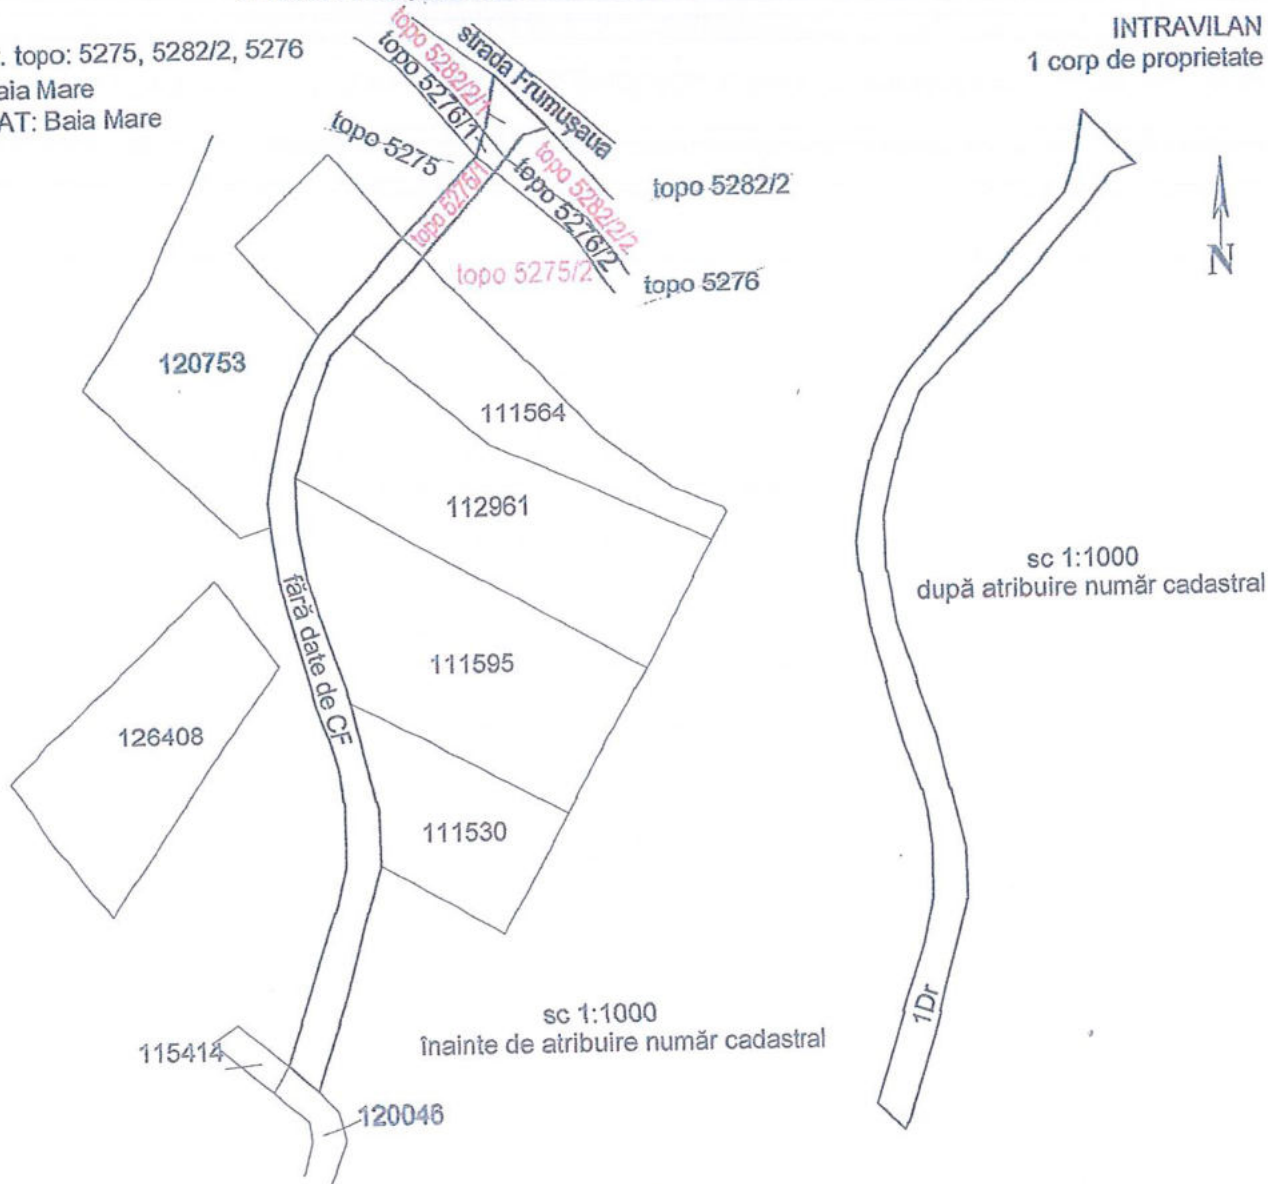 . topo: 5275, 5282/2, 5276
aia Mare
AT: Baia Mare
INTRAVILAN
1 corp de proprietate
strada Frumușaua
topo 5282/2/1
topo 5276/1
topo 5275
topo 5275/1
topo 5282/2/2
topo 5276/2
topo 5282/2
topo 5275/2
topo 5276
N
120753
111564
112961
sc 1:1000
după atribuire număr cadastral
fără date de CF
111595
126408
111530
1Dr
sc 1:1000
înainte de atribuire număr cadastral
115414
120046